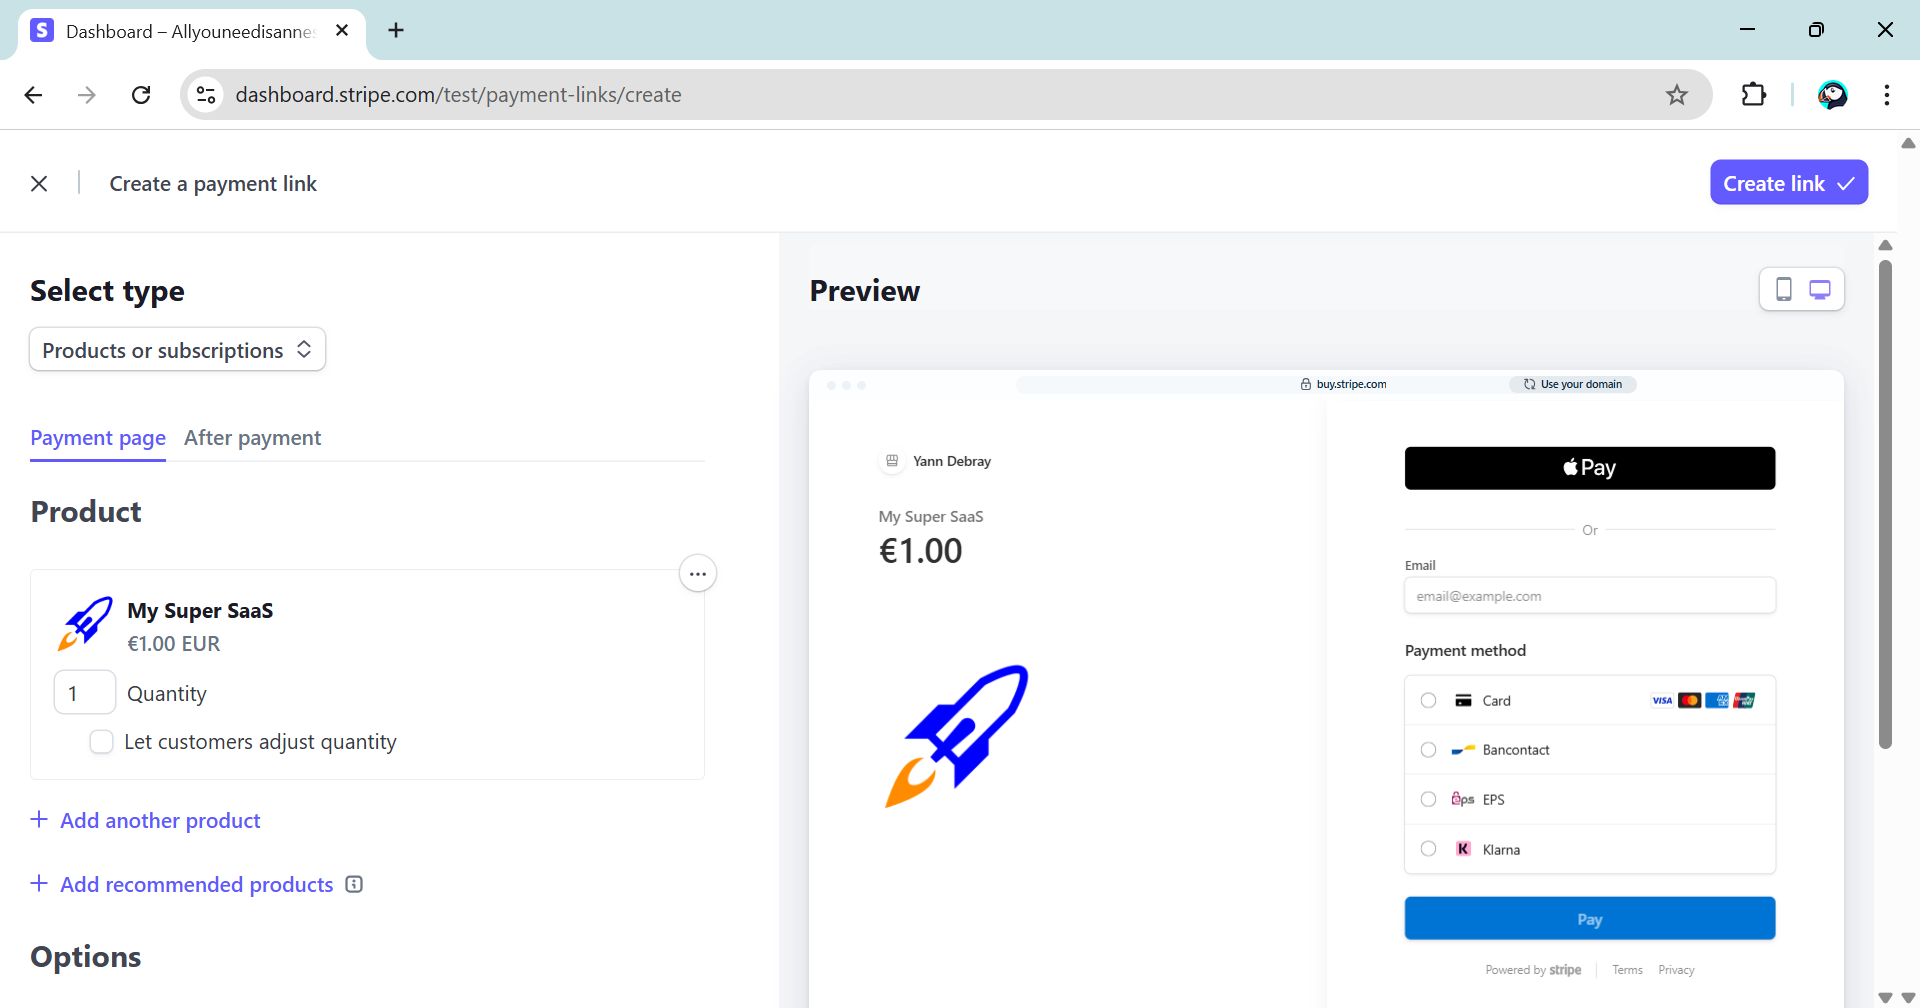 Dashboard – Allyouneedisannes
dashboard.stripe.com/test/payment-links/create
Create a payment link
Create link
Select type
Products or subscriptions
Payment page
After payment
Product
My Super SaaS
€1.00 EUR
1
Quantity
Let customers adjust quantity
+ Add another product
+ Add recommended products
Options
Preview
buy.stripe.com
Use your domain
Yann Debray
My Super SaaS
€1.00
Pay
Or
Email
email@example.com
Payment method
Card
VISA
Bancontact
eps EPS
K Klarna
Pay
Powered by stripe
Terms
Privacy